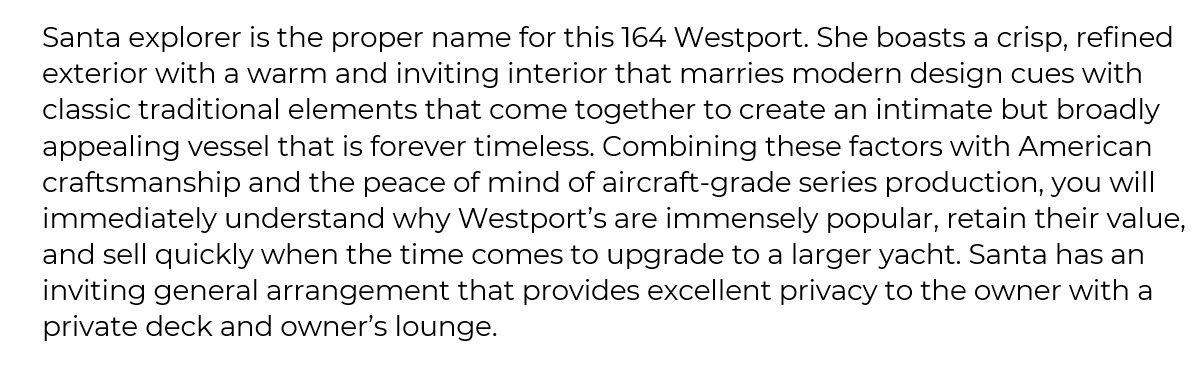 Santa explorer is the proper name for this 164 Westport. She boasts a crisp, refined
exterior with a warm and inviting interior that marries modern design cues with
classic traditional elements that come together to create an intimate but broadly
appealing vessel that is forever timeless. Combining these factors with American
craftsmanship and the peace of mind of aircraft-grade series production, you will
immediately understand why Westport’s are immensely popular, retain their value,
and sell quickly when the time comes to upgrade to a larger yacht. Santa has an
inviting general arrangement that provides excellent privacy to the owner with a
private deck and owner’s lounge.